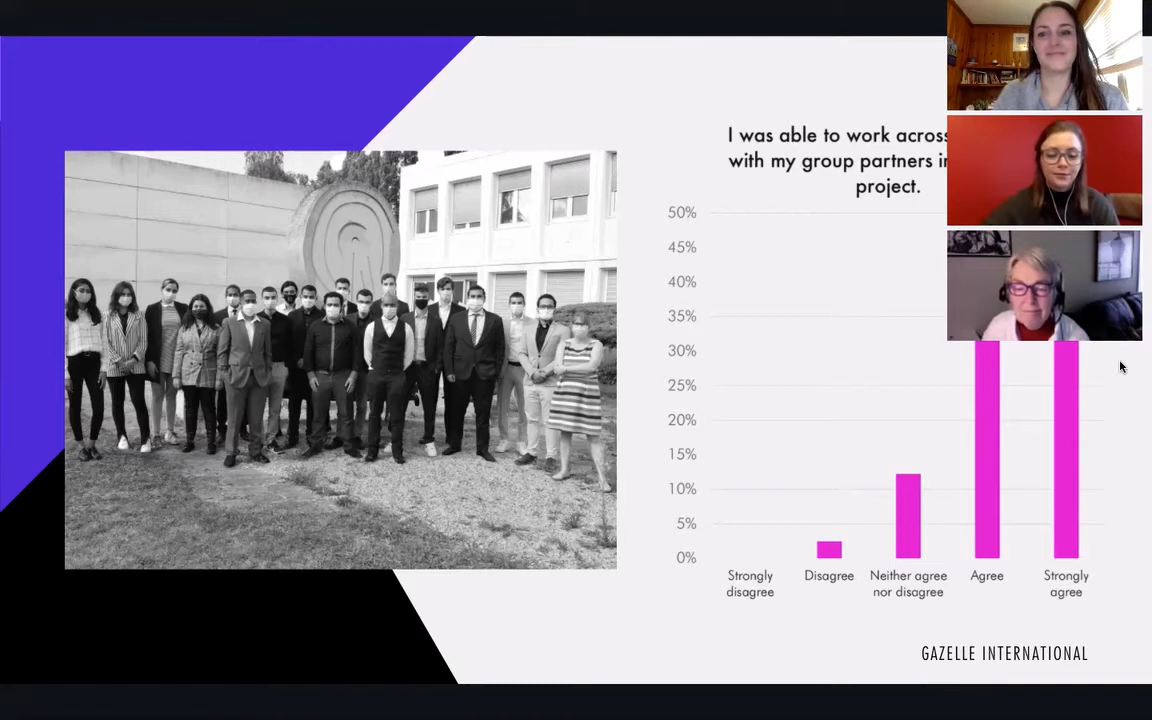 I was able to work across
with my group partners
project.
50%
45%
40%
35%
30%
25%
20%
15%
10%
5%
0%
Strongly disagree
Disagree
Neither agree nor disagree
Agree
Strongly agree
GAZELLE INTERNATIONAL